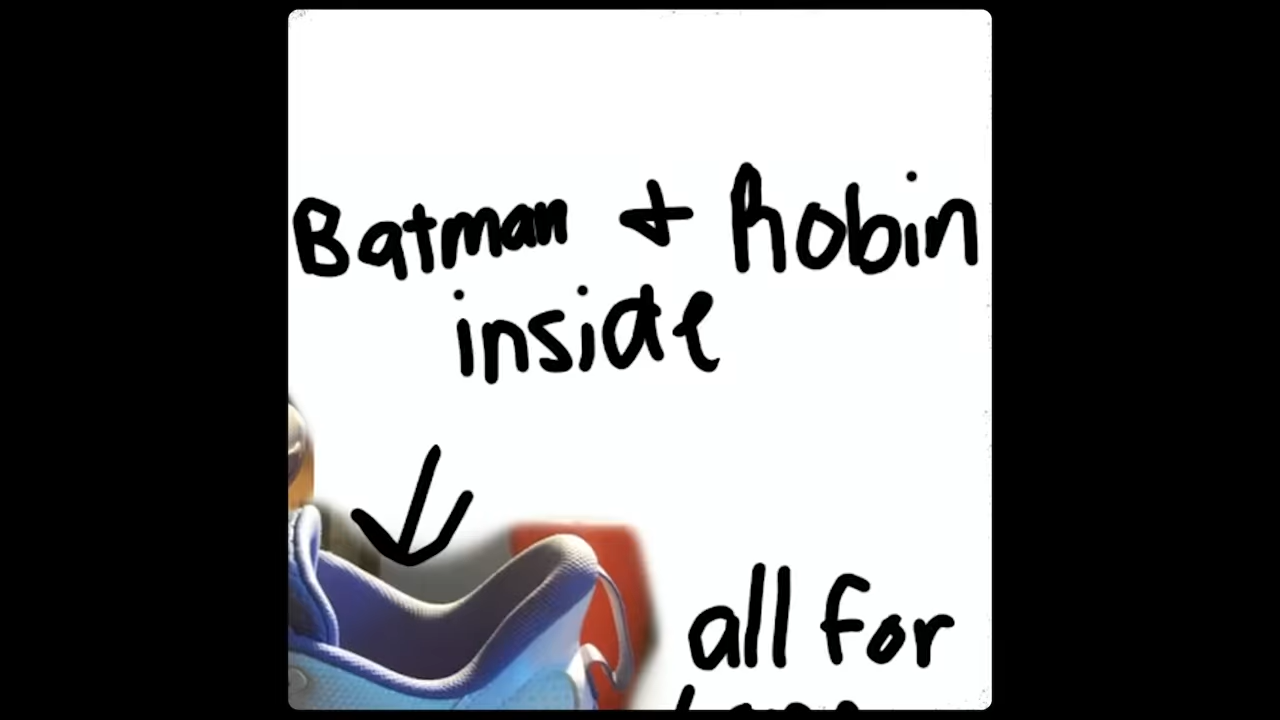 Batman + Robin
inside
all for